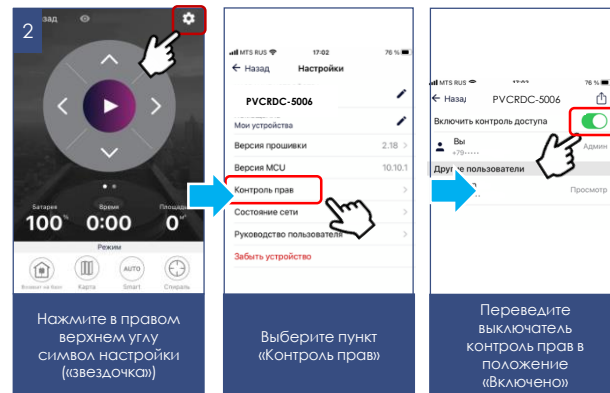 2
зад
Батарея
Время
Площадь
100 %
0:00
0 м²
Режим
Возврат на базу
Карта
AUTO
Smart
Спираль
Нажмите в правом
верхнем углу
символ настройки
(«звездочка»)
MTS RUS
17:02
76 %
← Назад
Настройки
PVCRDC-5006
Мои устройства
Версия прошивки
2.18 >
Версия MCU
10.10.1
Контроль прав
>
Состояние сети
>
Руководство пользователя
>
Забыть устройство
Выберите пункт
«Контроль прав»
MTS RUS
17:03
76 %
← Назад
PVCRDC-5006
Включить контроль доступа
Вы
+79·····
Админ
Другие пользователи
Просмотр
Переведите
выключатель
контроль прав в
положение
«Включено»